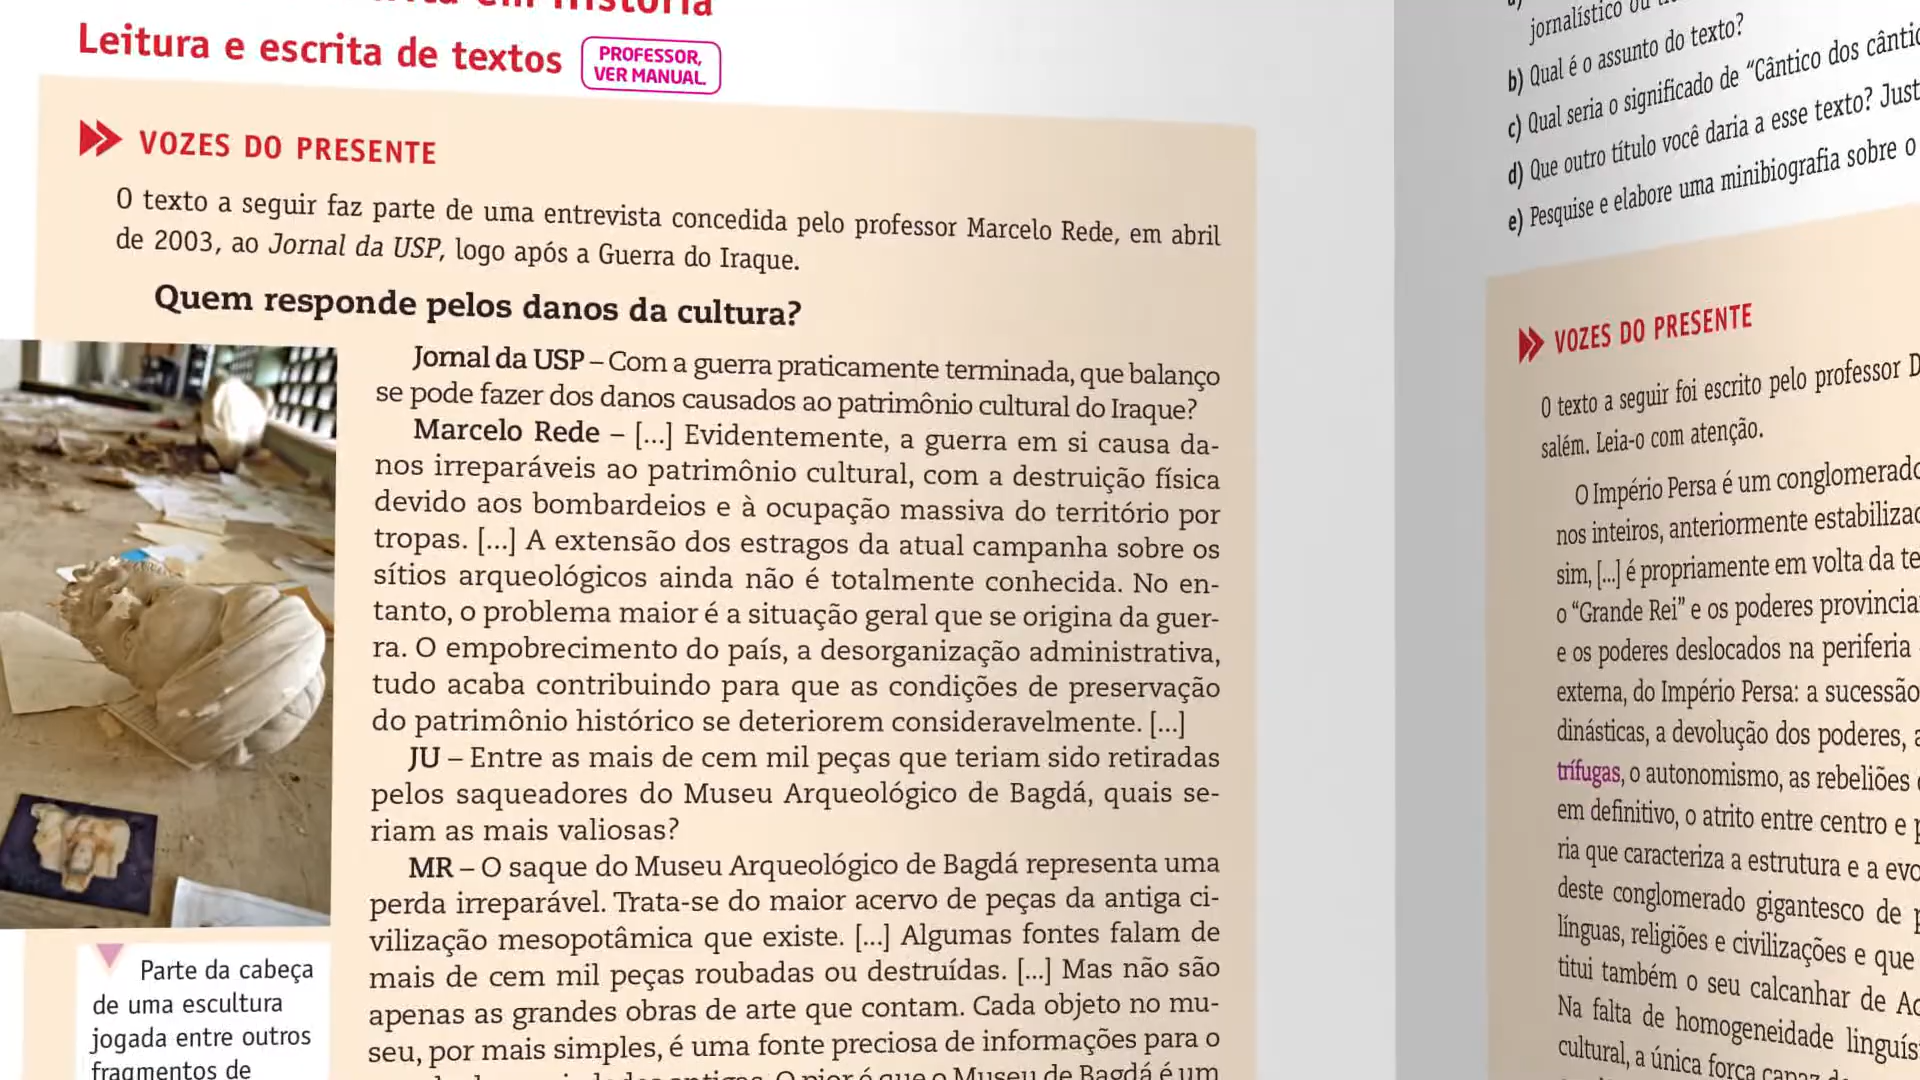 em História
Leitura e escrita de textos
PROFESSOR,
VER MANUAL
VOZES DO PRESENTE
O texto a seguir faz parte de uma entrevista concedida pelo professor Marcelo Rede, em abril
de 2003, ao Jornal da USP, logo após a Guerra do Iraque.
Quem responde pelos danos da cultura?
Jornal da USP – Com a guerra praticamente terminada, que balanço
se pode fazer dos danos causados ao patrimônio cultural do Iraque?
Marcelo Rede – [...] Evidentemente, a guerra em si causa da-
nos irreparáveis ao patrimônio cultural, com a destruição física
devido aos bombardeios e à ocupação massiva do território por
tropas. [...] A extensão dos estragos da atual campanha sobre os
sítios arqueológicos ainda não é totalmente conhecida. No en-
tanto, o problema maior é a situação geral que se origina da guer-
ra. O empobrecimento do país, a desorganização administrativa,
tudo acaba contribuindo para que as condições de preservação
do patrimônio histórico se deteriorem consideravelmente. [...]
JU – Entre as mais de cem mil peças que teriam sido retiradas
pelos saqueadores do Museu Arqueológico de Bagdá, quais se-
riam as mais valiosas?
MR – O saque do Museu Arqueológico de Bagdá representa uma
perda irreparável. Trata-se do maior acervo de peças da antiga ci-
vilização mesopotâmica que existe. [...] Algumas fontes falam de
mais de cem mil peças roubadas ou destruídas. [...] Mas não são
apenas as grandes obras de arte que contam. Cada objeto no mu-
seu, por mais simples, é uma fonte preciosa de informações para o
O pior é que o Museu de Bagdá é um
Parte da cabeça
de uma escultura
jogada entre outros
fragmentos de
jornalístico ou
b) Qual é o assunto do texto?
c) Qual seria o significado de “Cântico dos
d) Que outro título você daria a esse texto?
e) Pesquise e elabore uma minibiografia sobre o
VOZES DO PRESENTE
O texto a seguir foi escrito pelo professor
salém. Leia-o com atenção.
O Império Persa é um conglomerado
nos inteiros, anteriormente
sim, [...] é propriamente em volta da
o “Grande Rei” e os poderes
e os poderes deslocados na periferia
externa, do Império Persa: a sucessão
dinásticas, a devolução dos poderes,
trífugas, o autonomismo, as rebeliões
em definitivo, o atrito entre centro e
ria que caracteriza a estrutura e a
deste conglomerado gigantesco de
línguas, religiões e civilizações e que
titui também o seu calcanhar de
Na falta de homogeneidade
cultural, a única força